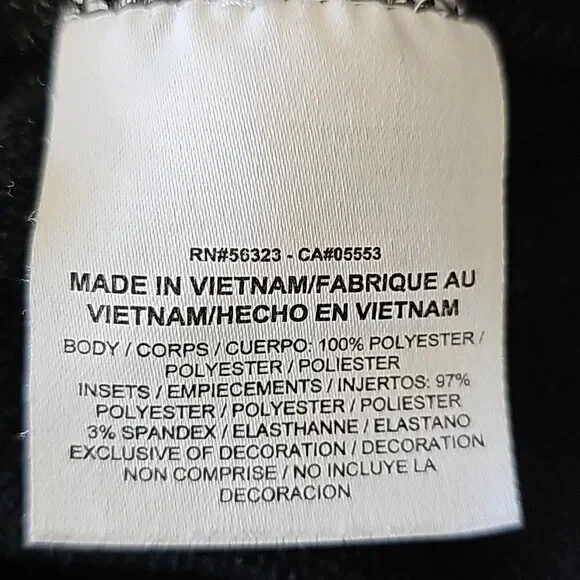 RN#56323 - CA#05553
MADE IN VIETNAM/FABRIQUE AU
VIETNAM/HECHO EN VIETNAM
BODY / CORPS / CUERPO: 100% POLYESTER /
POLYESTER / POLIESTER
INSETS / EMPIECEMENTS / INJERTOS: 97%
POLYESTER / POLYESTER / POLIESTER
3% SPANDEX / ELASTHANNE / ELASTANO
EXCLUSIVE OF DECORATION / DECORATION
NON COMPRISE / NO INCLUYE LA
DECORACION